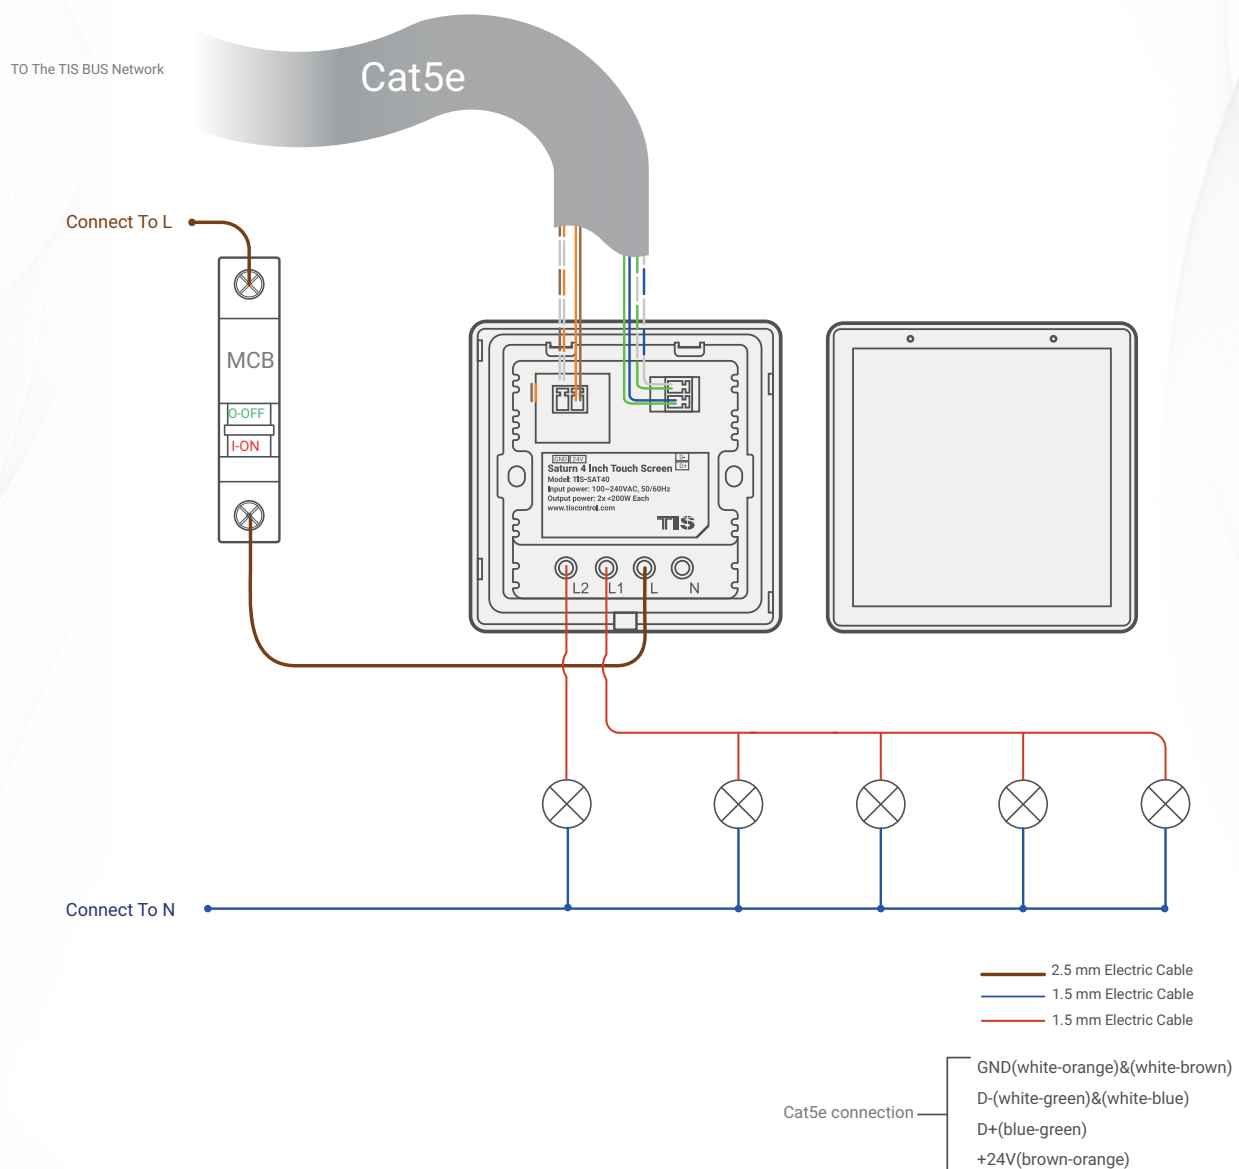 TO The TIS BUS Network
Cat5e
Connect To L
MCB
O-OFF
I-ON
GND 24V
D-
D+
Saturn 4 Inch Touch Screen
Model: TIS-SAT40
Input power: 100~240VAC, 50/60Hz
Output power: 2x <200W Each
www.tiscontrol.com
TIS
L2 L1 L N
Connect To N
2.5 mm Electric Cable
1.5 mm Electric Cable
1.5 mm Electric Cable
Cat5e connection
GND(white-orange)&(white-brown)
D-(white-green)&(white-blue)
D+(blue-green)
+24V(brown-orange)